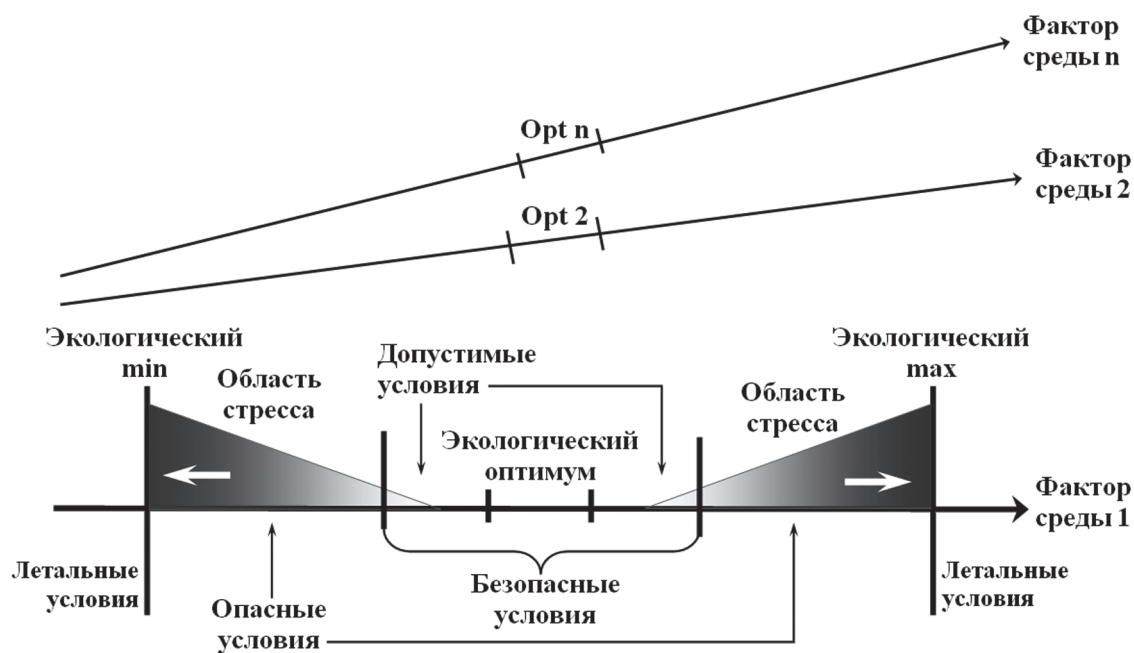 Фактор
среды n
Opt n
Фактор
среды 2
Opt 2
Экологический
min
Область
стресса
Допустимые
условия
Экологический
оптимум
Область
стресса
Экологический
max
Фактор
среды 1
Летальные
условия
Опасные
условия
Безопасные
условия
Летальные
условия